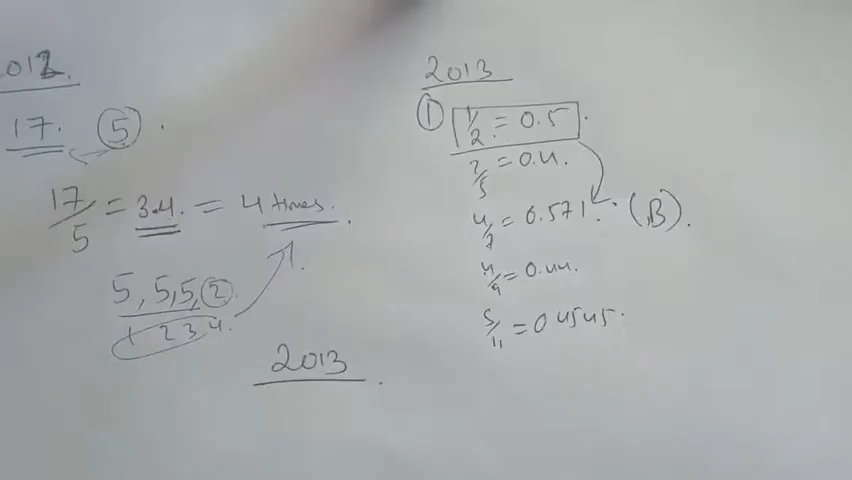 2012.
17. 5.
17/5 = 3.4. = 4 times.
5, 5, 5, 2.
1 2 3 4.
2013.
2013
① 1/2 = 0.5.
2/5 = 0.4.
4/7 = 0.571. (B).
4/9 = 0.44.
5/11 = 0.4545.